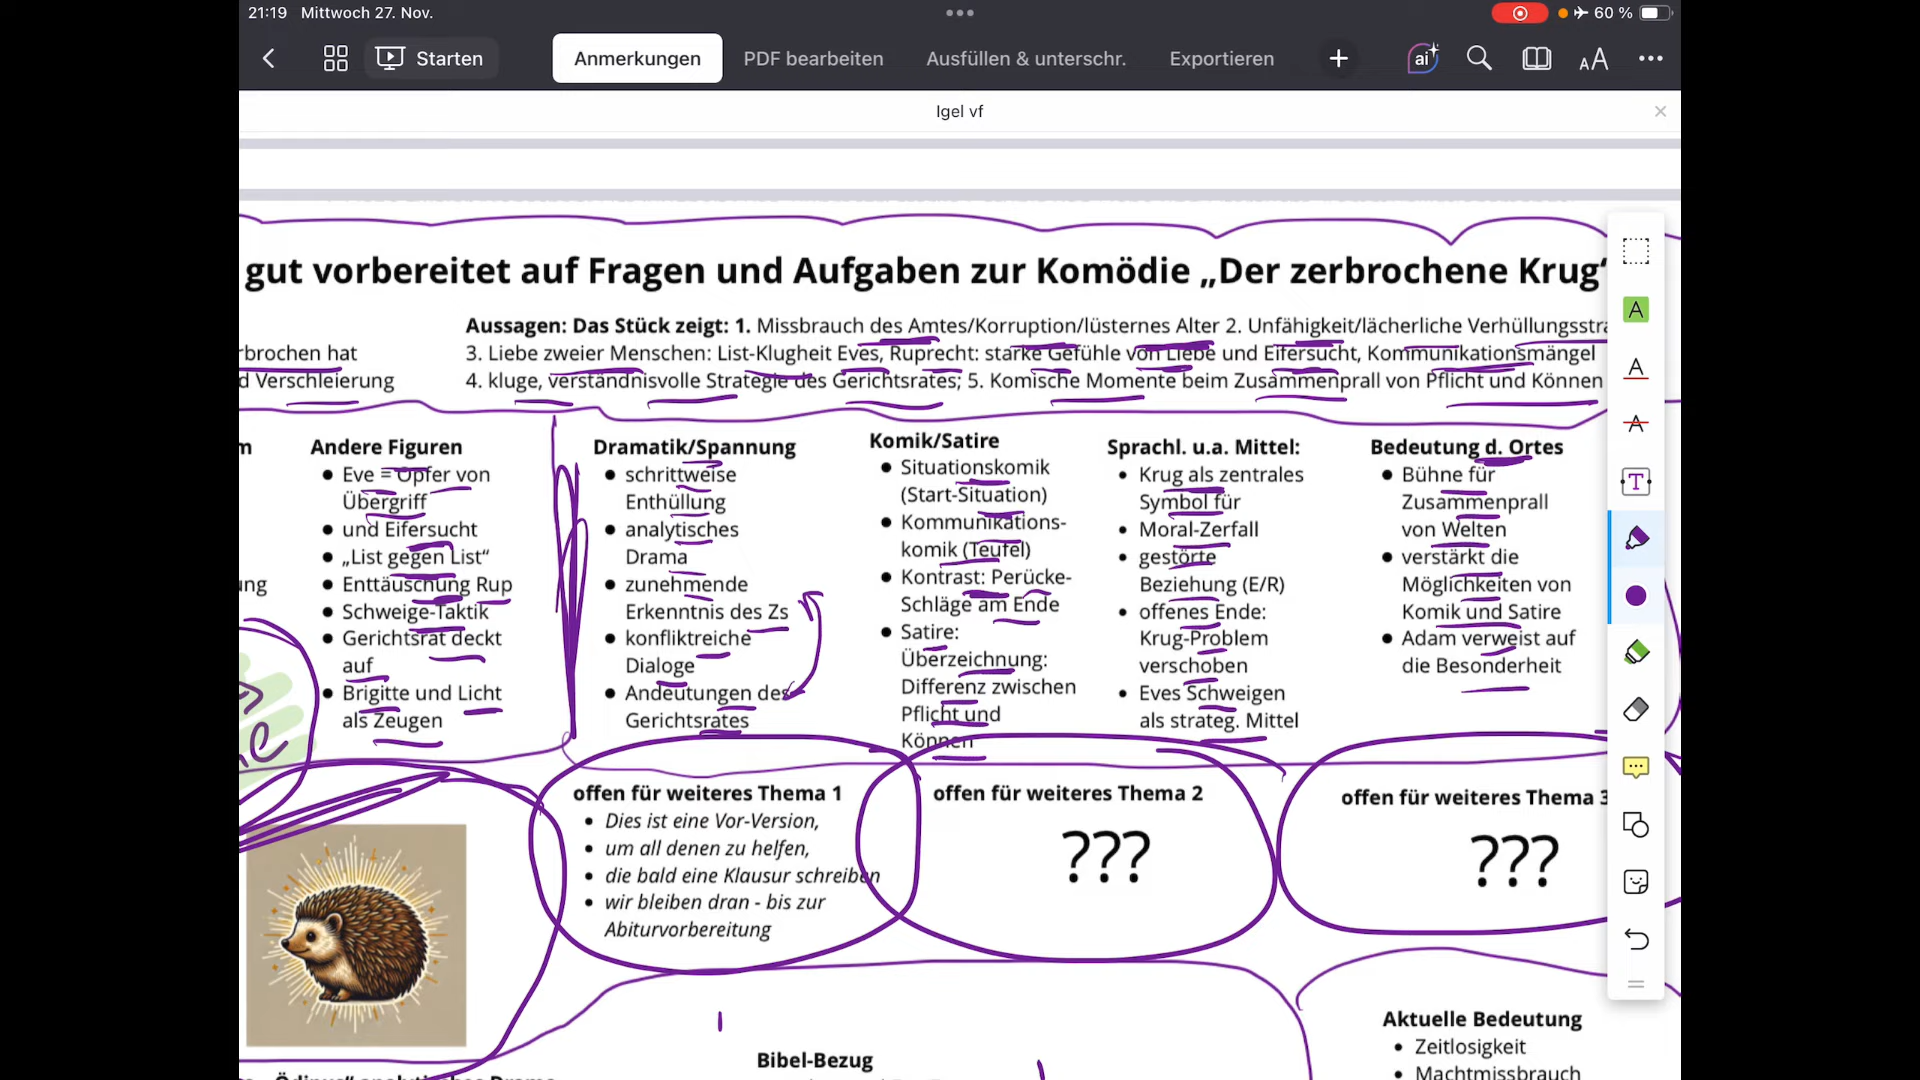 21:19 Mittwoch 27. Nov.
60 %
Starten
Anmerkungen
PDF bearbeiten
Ausfüllen & unterschr.
Exportieren
ai
AA
Igel vf
gut vorbereitet auf Fragen und Aufgaben zur Komödie „Der zerbrochene Krug“
Aussagen: Das Stück zeigt: 1. Missbrauch des Amtes/Korruption/lüsternes Alter 2. Unfähigkeit/lächerliche Verhüllungsstra
rbrochen hat
3. Liebe zweier Menschen: List-Klugheit Eves, Ruprecht: starke Gefühle von Liebe und Eifersucht, Kommunikationsmängel
d Verschleierung
4. kluge, verständnisvolle Strategie des Gerichtsrates; 5. Komische Momente beim Zusammenprall von Pflicht und Können
m
ng
Andere Figuren
Eve = Opfer von
Übergriff
und Eifersucht
„List gegen List“
Enttäuschung Rup
Schweige-Taktik
Gerichtsrat deckt
auf
Brigitte und Licht
als Zeugen
Dramatik/Spannung
schrittweise
Enthüllung
analytisches
Drama
zunehmende
Erkenntnis des Zs
konfliktreiche
Dialoge
Andeutungen des
Gerichtsrates
Komik/Satire
Situationskomik
(Start-Situation)
Kommunikations-
komik (Teufel)
Kontrast: Perücke-
Schläge am Ende
Satire:
Überzeichnung:
Differenz zwischen
Pflicht und
Können
Sprachl. u.a. Mittel:
Krug als zentrales
Symbol für
Moral-Zerfall
gestörte
Beziehung (E/R)
offenes Ende:
Krug-Problem
verschoben
Eves Schweigen
als strateg. Mittel
Bedeutung d. Ortes
Bühne für
Zusammenprall
von Welten
verstärkt die
Möglichkeiten von
Komik und Satire
Adam verweist auf
die Besonderheit
offen für weiteres Thema 1
Dies ist eine Vor-Version,
um all denen zu helfen,
die bald eine Klausur schreiben
wir bleiben dran - bis zur
Abiturvorbereitung
offen für weiteres Thema 2
???
offen für weiteres Thema 3
???
Bibel-Bezug
Aktuelle Bedeutung
Zeitlosigkeit
Machtmissbrauch
„Ödipus“ analytisches Drama